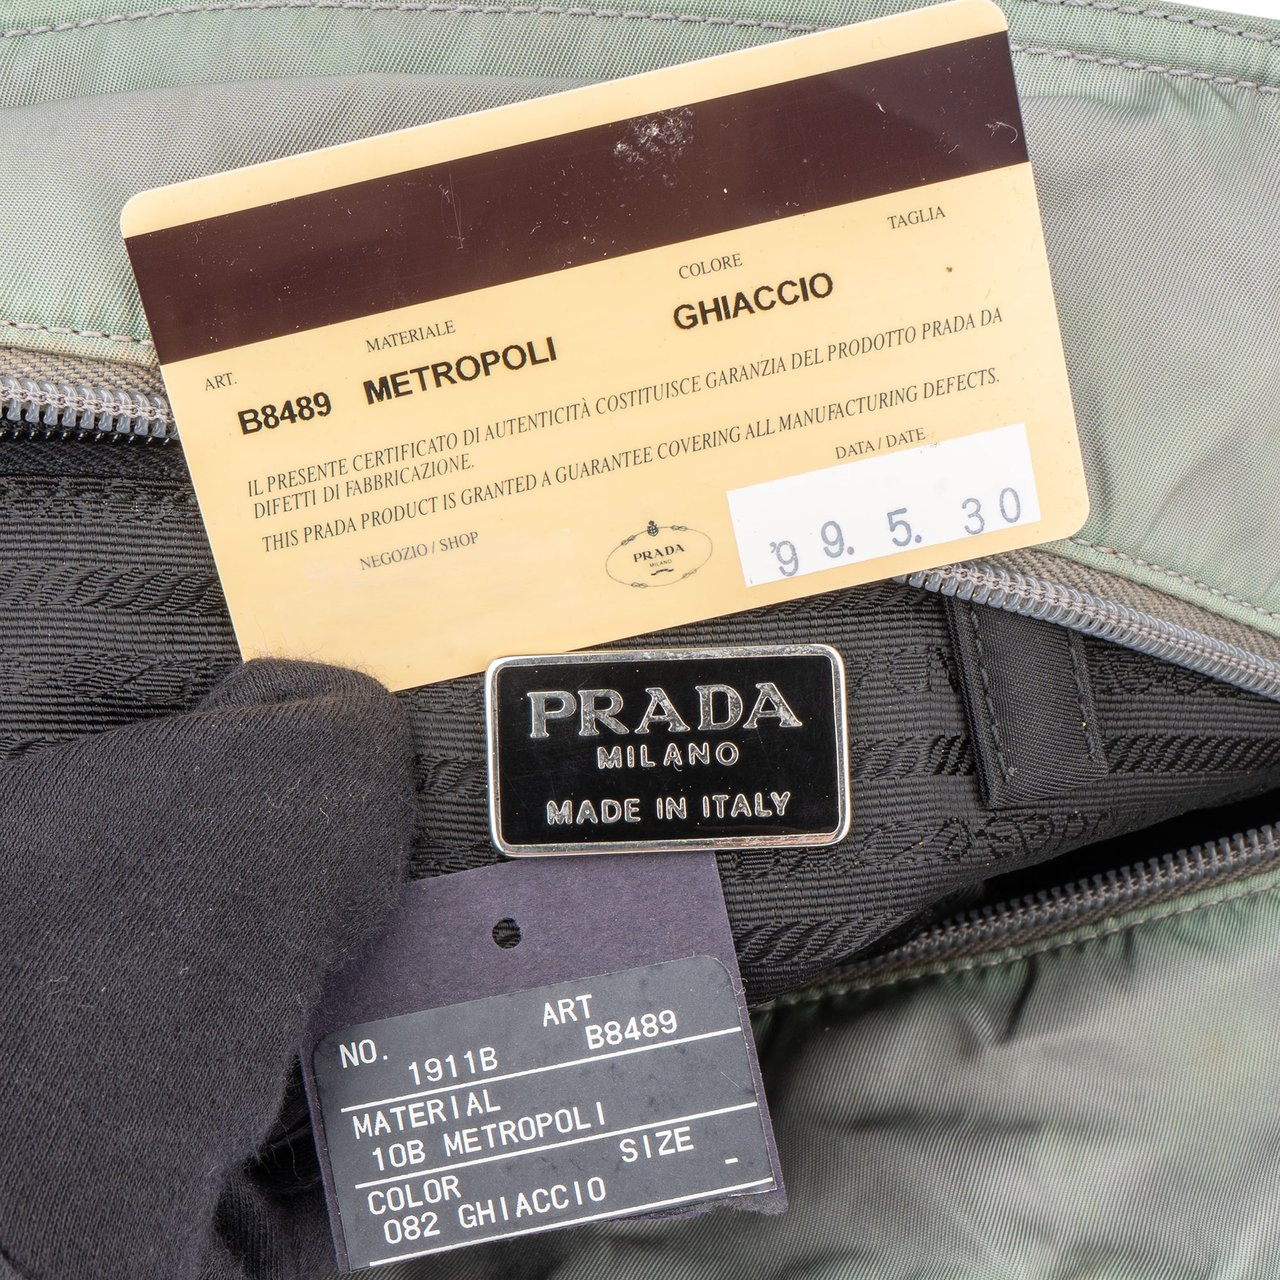 TAGLIA
COLORE
GHIACCIO
MATERIALE
METROPOLI
ART.
B8489
IL PRESENTE CERTIFICATO DI AUTENTICITÀ COSTITUISCE GARANZIA DEL PRODOTTO PRADA DA
DIFETTI DI FABBRICAZIONE.
THIS PRADA PRODUCT IS GRANTED A GUARANTEE COVERING ALL MANUFACTURING DEFECTS.
DATA / DATE
'99. 5. 30
NEGOZIO / SHOP
PRADA
MILANO
PRADA
MILANO
MADE IN ITALY
NO. ART
1911B B8489
MATERIAL
10B METROPOLI
COLOR SIZE
082 GHIACCIO -